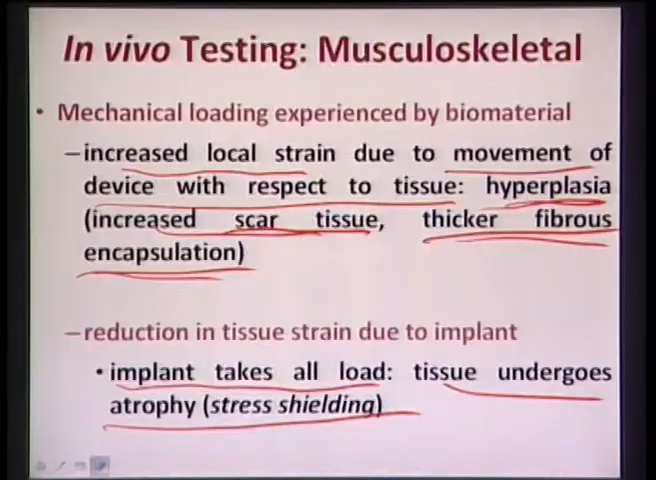 In vivo Testing: Musculoskeletal
• Mechanical loading experienced by biomaterial
–increased local strain due to movement of
device with respect to tissue: hyperplasia
(increased scar tissue, thicker fibrous
encapsulation)
–reduction in tissue strain due to implant
• implant takes all load: tissue undergoes
atrophy (stress shielding)